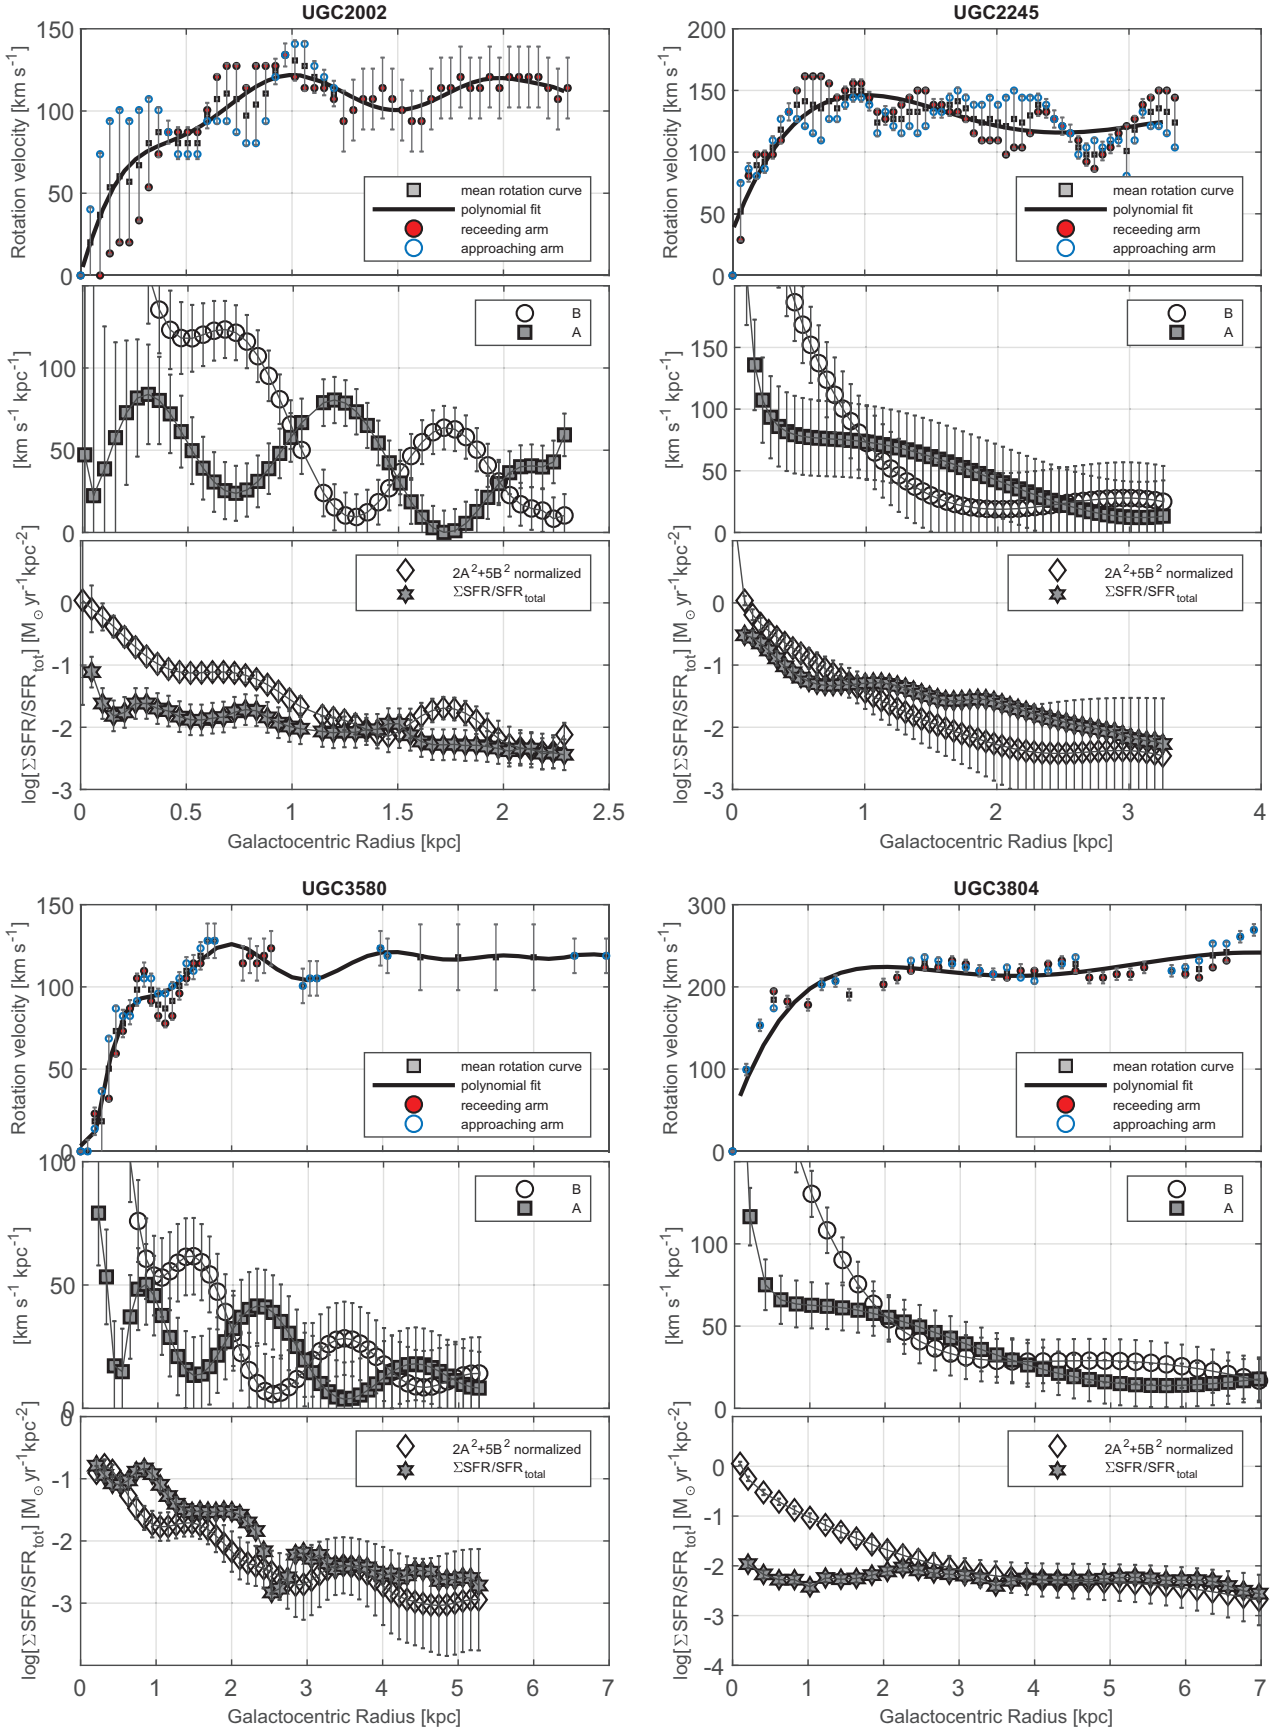 UGC2002
150
100
50
0
Rotation velocity [km s-1]
mean rotation curve
polynomial fit
receeding arm
approaching arm
100
50
0
[km s-1 kpc-1]
B
A
0
-1
-2
-3
log[ΣSFR/SFRtot] [M⊙ yr-1kpc-2]
2A2+5B2 normalized
ΣSFR/SFRtotal
0
0.5
1
1.5
2
2.5
Galactocentric Radius [kpc]
UGC2245
200
150
100
50
0
Rotation velocity [km s-1]
mean rotation curve
polynomial fit
receeding arm
approaching arm
150
100
50
0
[km s-1 kpc-1]
B
A
0
-1
-2
-3
log[ΣSFR/SFRtot] [M⊙ yr-1kpc-2]
2A2+5B2 normalized
ΣSFR/SFRtotal
0
1
2
3
4
Galactocentric Radius [kpc]
UGC3580
150
100
50
0
Rotation velocity [km s-1]
mean rotation curve
polynomial fit
receeding arm
approaching arm
100
50
0
[km s-1 kpc-1]
B
A
0
-1
-2
-3
log[ΣSFR/SFRtot] [M⊙ yr-1kpc-2]
2A2+5B2 normalized
ΣSFR/SFRtotal
0
1
2
3
4
5
6
7
Galactocentric Radius [kpc]
UGC3804
300
200
100
0
Rotation velocity [km s-1]
mean rotation curve
polynomial fit
receeding arm
approaching arm
100
50
0
[km s-1 kpc-1]
B
A
0
-1
-2
-3
-4
log[ΣSFR/SFRtot] [M⊙ yr-1kpc-2]
2A2+5B2 normalized
ΣSFR/SFRtotal
0
1
2
3
4
5
6
7
Galactocentric Radius [kpc]